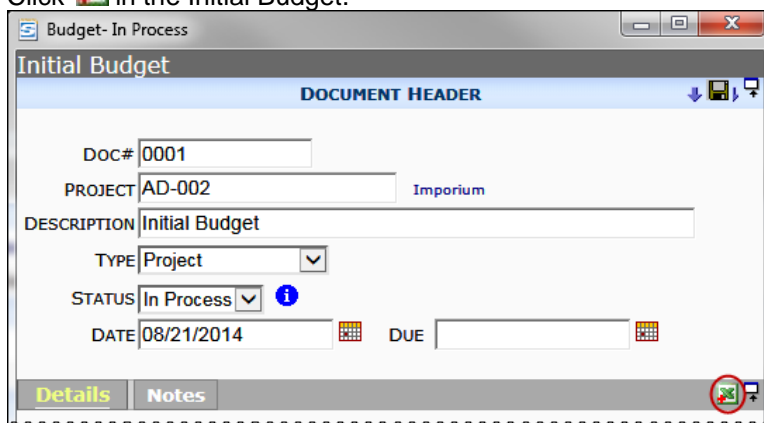 Click in the Initial Budget.
Budget- In Process
Initial Budget
DOCUMENT HEADER
DOC# 0001
PROJECT AD-002 Imporium
DESCRIPTION Initial Budget
TYPE Project
STATUS In Process
DATE 08/21/2014 DUE
Details Notes